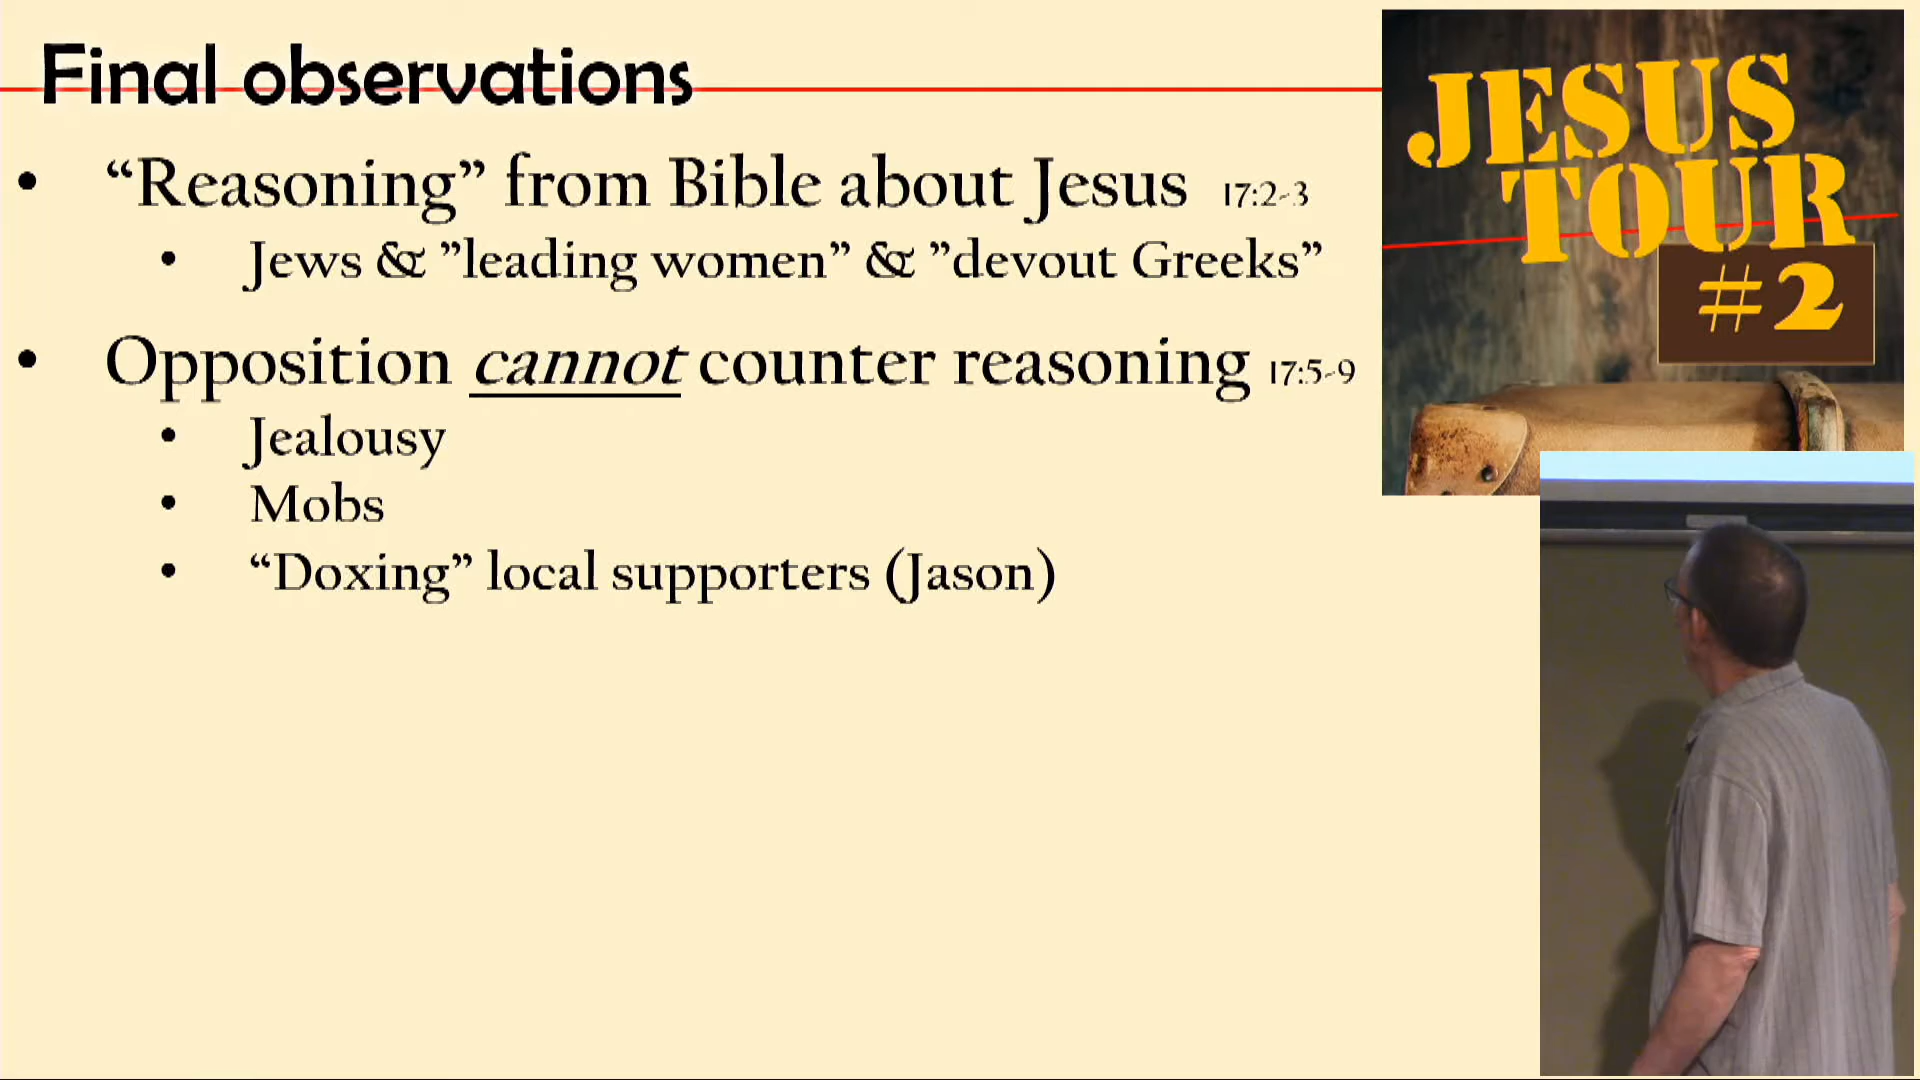 Final observations
• “Reasoning” from Bible about Jesus 17:2-3
• Jews & ”leading women” & ”devout Greeks”
• Opposition cannot counter reasoning 17:5-9
• Jealousy
• Mobs
• “Doxing” local supporters (Jason)
JESUS
TOUR
#2